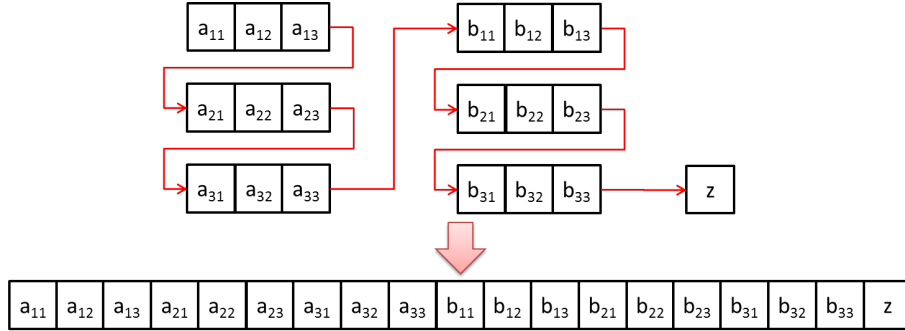 a₁₁ a₁₂ a₁₃ b₁₁ b₁₂ b₁₃
a₂₁ a₂₂ a₂₃ b₂₁ b₂₂ b₂₃
a₃₁ a₃₂ a₃₃ b₃₁ b₃₂ b₃₃ z
a₁₁ a₁₂ a₁₃ a₂₁ a₂₂ a₂₃ a₃₁ a₃₂ a₃₃ b₁₁ b₁₂ b₁₃ b₂₁ b₂₂ b₂₃ b₃₁ b₃₂ b₃₃ z